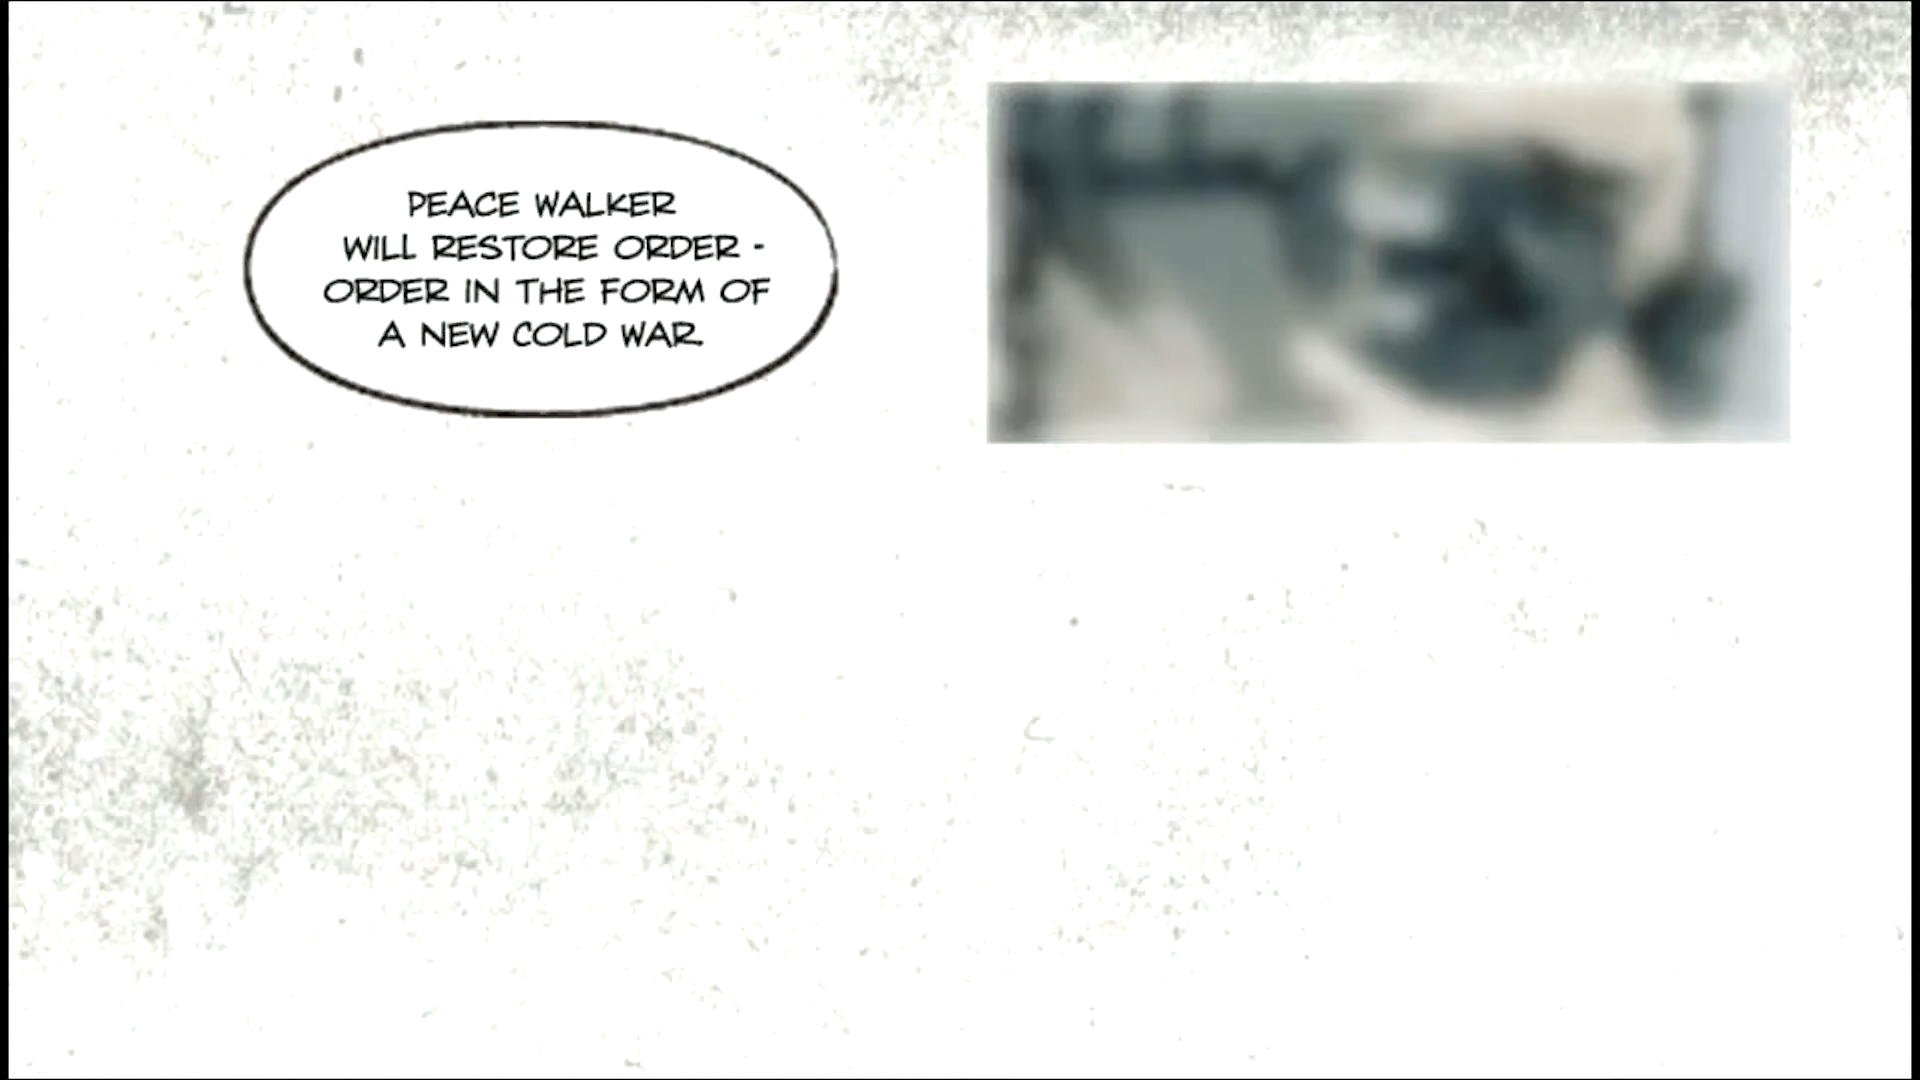 PEACE WALKER
WILL RESTORE ORDER -
ORDER IN THE FORM OF
A NEW COLD WAR.